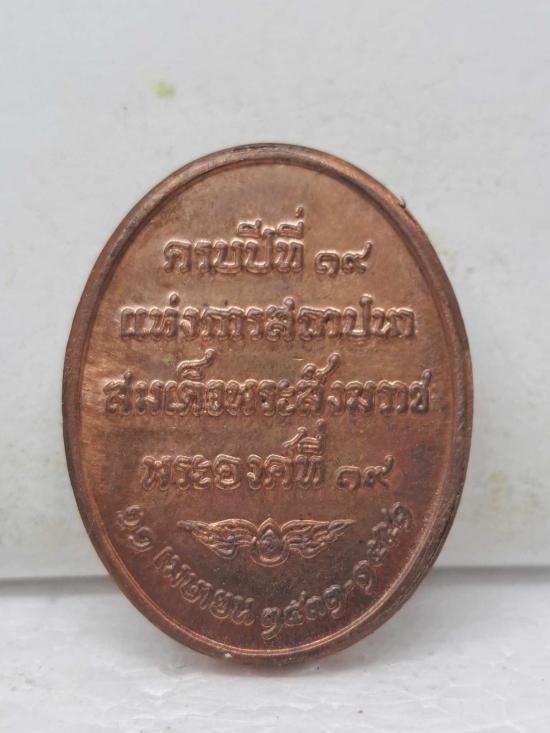 ครบปีที่ ๑๙
แห่งการสถาปนา
สมเด็จพระสังฆราช
พระองค์ที่ ๑๙
๒๑ เมษายน ๒๕๓๒-๒๕๕๑